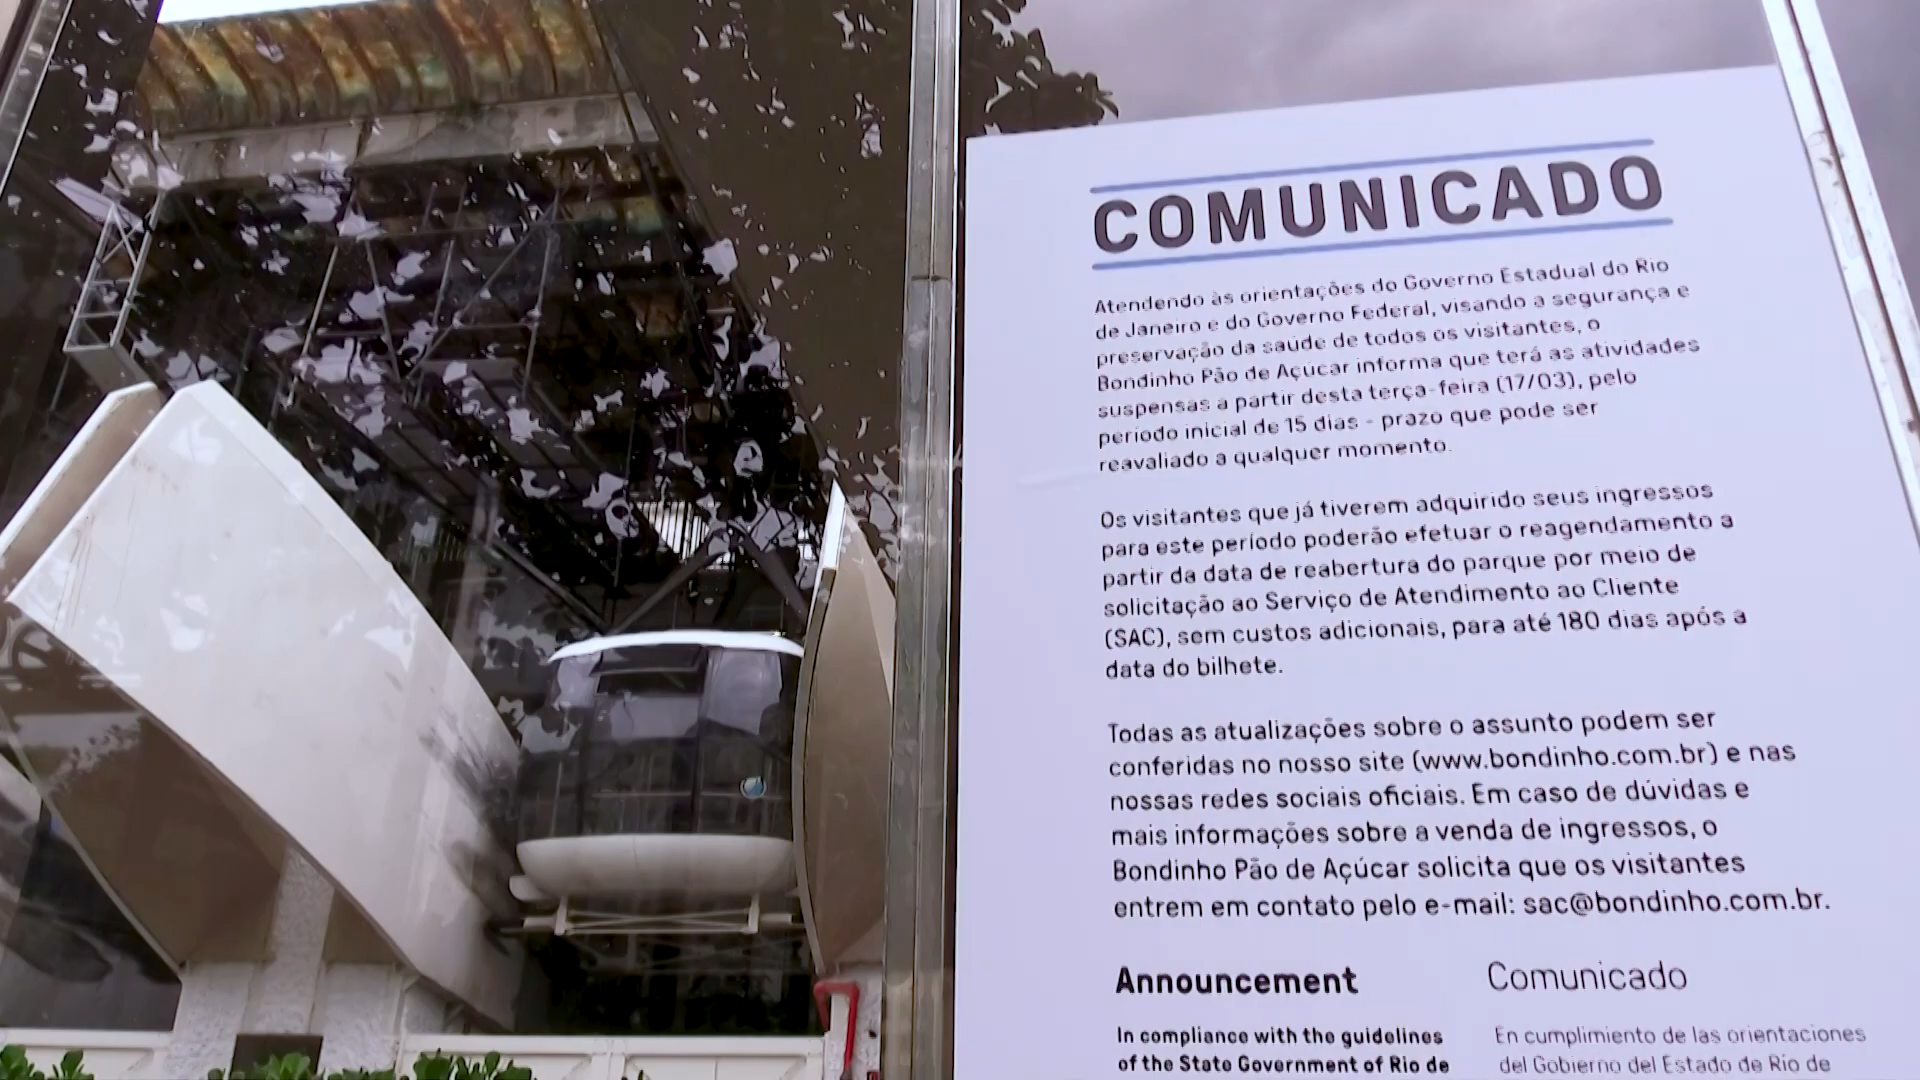 COMUNICADO
Atendendo às orientações do Governo Estadual do Rio
de Janeiro e do Governo Federal, visando a segurança e
preservação da saúde de todos os visitantes, o
Bondinho Pão de Açúcar informa que terá as atividades
suspensas a partir desta terça-feira (17/03), pelo
período inicial de 15 dias - prazo que pode ser
reavaliado a qualquer momento.
Os visitantes que já tiverem adquirido seus ingressos
para este período poderão efetuar o reagendamento a
partir da data de reabertura do parque por meio de
solicitação ao Serviço de Atendimento ao Cliente
(SAC), sem custos adicionais, para até 180 dias após a
data do bilhete.
Todas as atualizações sobre o assunto podem ser
conferidas no nosso site (www.bondinho.com.br) e nas
nossas redes sociais oficiais. Em caso de dúvidas e
mais informações sobre a venda de ingressos, o
Bondinho Pão de Açúcar solicita que os visitantes
entrem em contato pelo e-mail: sac@bondinho.com.br.
Announcement
In compliance with the guidelines
of the State Government of Rio de
Comunicado
En cumplimiento de las orientaciones
del Gobierno del Estado de Río de